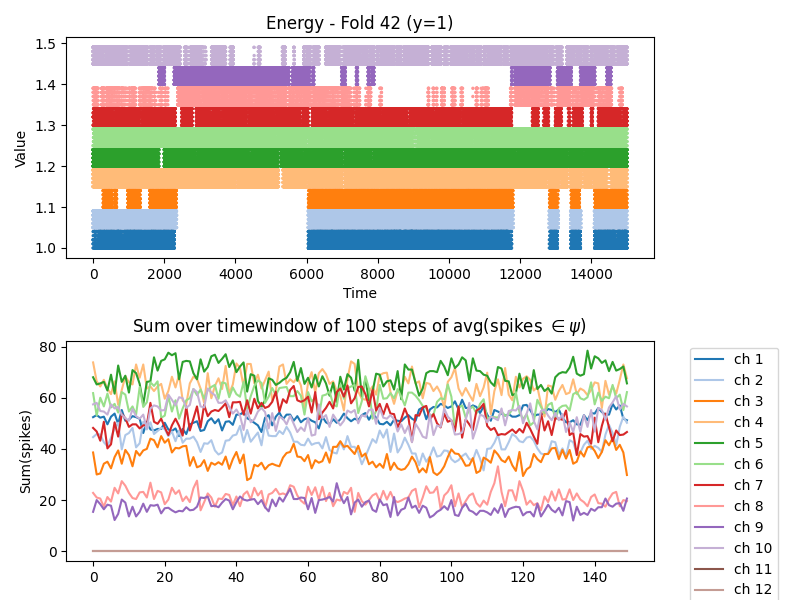 Energy - Fold 42 (y=1)
1.5
1.4
1.3
1.2
1.1
1.0
Value
0 2000 4000 6000 8000 10000 12000 14000
Time
Sum over timewindow of 100 steps of avg(spikes ∈ ψ)
80
60
40
20
0
Sum(spikes)
0 20 40 60 80 100 120 140
ch 1
ch 2
ch 3
ch 4
ch 5
ch 6
ch 7
ch 8
ch 9
ch 10
ch 11
ch 12